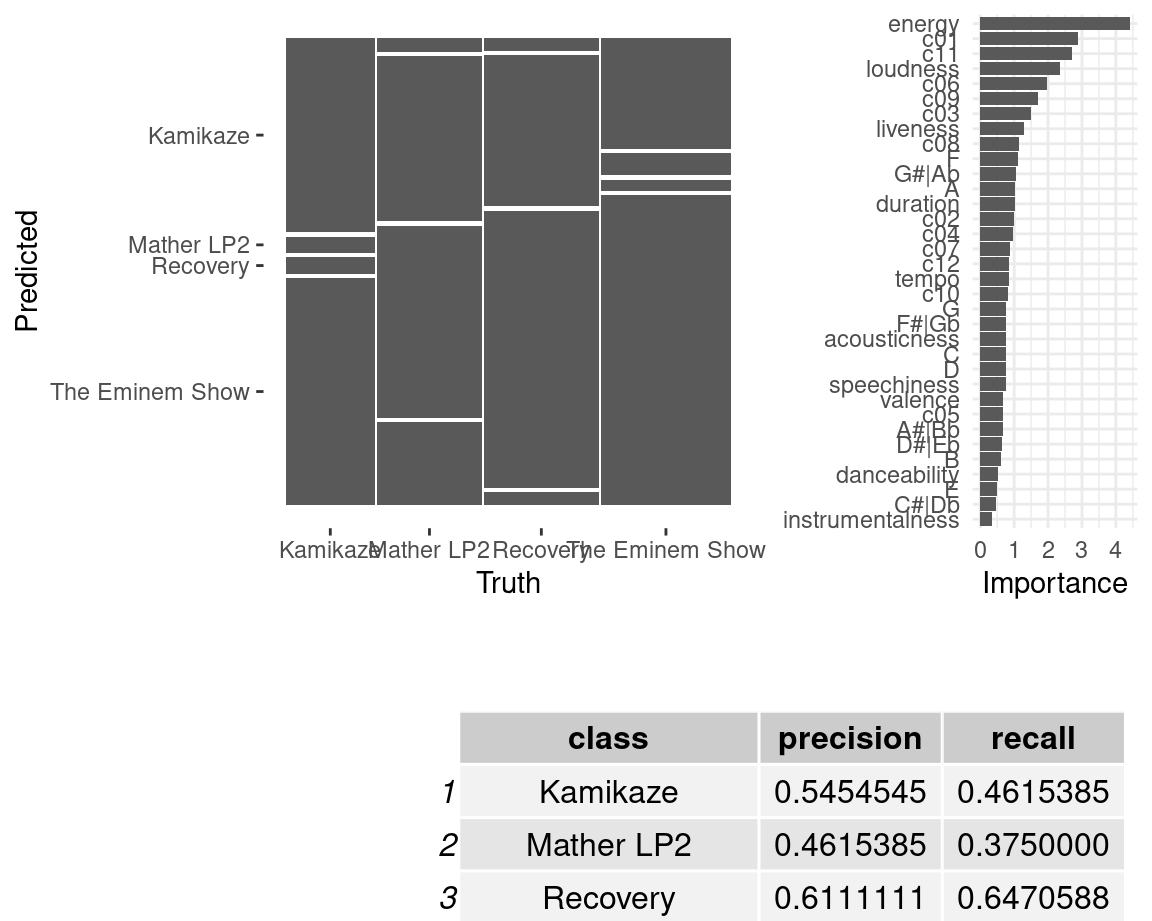 Predicted
Kamikaze
Mather LP2
Recovery
The Eminem Show
Kamikaze
Mather LP2
Recovery
The Eminem Show
Truth
energy
c01
c11
loudness
c06
c09
c03
liveness
c08
F
G#|Ab
A
duration
c02
c04
c07
c12
tempo
c10
G
F#|Gb
acousticness
C
D
speechiness
valence
c05
A#|Bb
D#|Eb
B
danceability
E
C#|Db
instrumentalness
0 1 2 3 4
Importance
class precision recall
1 Kamikaze 0.5454545 0.4615385
2 Mather LP2 0.4615385 0.3750000
3 Recovery 0.6111111 0.6470588